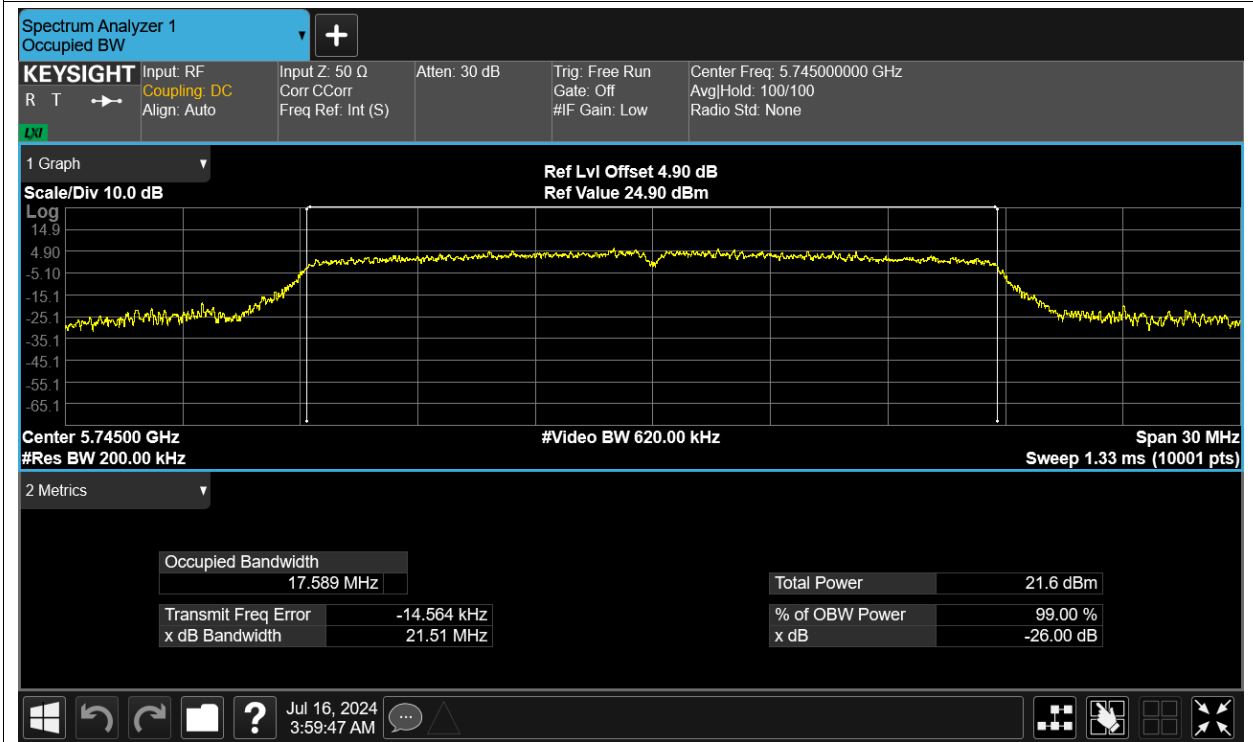 Spectrum Analyzer 1
Occupied BW
KEYSIGHT
R T
LXI
Input: RF
Coupling: DC
Align: Auto
Input Z: 50 Ω
Corr CCorr
Freq Ref: Int (S)
Atten: 30 dB
Trig: Free Run
Gate: Off
#IF Gain: Low
Center Freq: 5.745000000 GHz
Avg|Hold: 100/100
Radio Std: None
1 Graph
Scale/Div 10.0 dB
Ref Lvl Offset 4.90 dB
Ref Value 24.90 dBm
Log
14.9
4.90
-5.10
-15.1
-25.1
-35.1
-45.1
-55.1
-65.1
Center 5.74500 GHz
#Video BW 620.00 kHz
Span 30 MHz
#Res BW 200.00 kHz
Sweep 1.33 ms (10001 pts)
2 Metrics
Occupied Bandwidth
17.589 MHz
Total Power 21.6 dBm
Transmit Freq Error -14.564 kHz
% of OBW Power 99.00 %
x dB Bandwidth 21.51 MHz
x dB -26.00 dB
?
Jul 16, 2024
3:59:47 AM